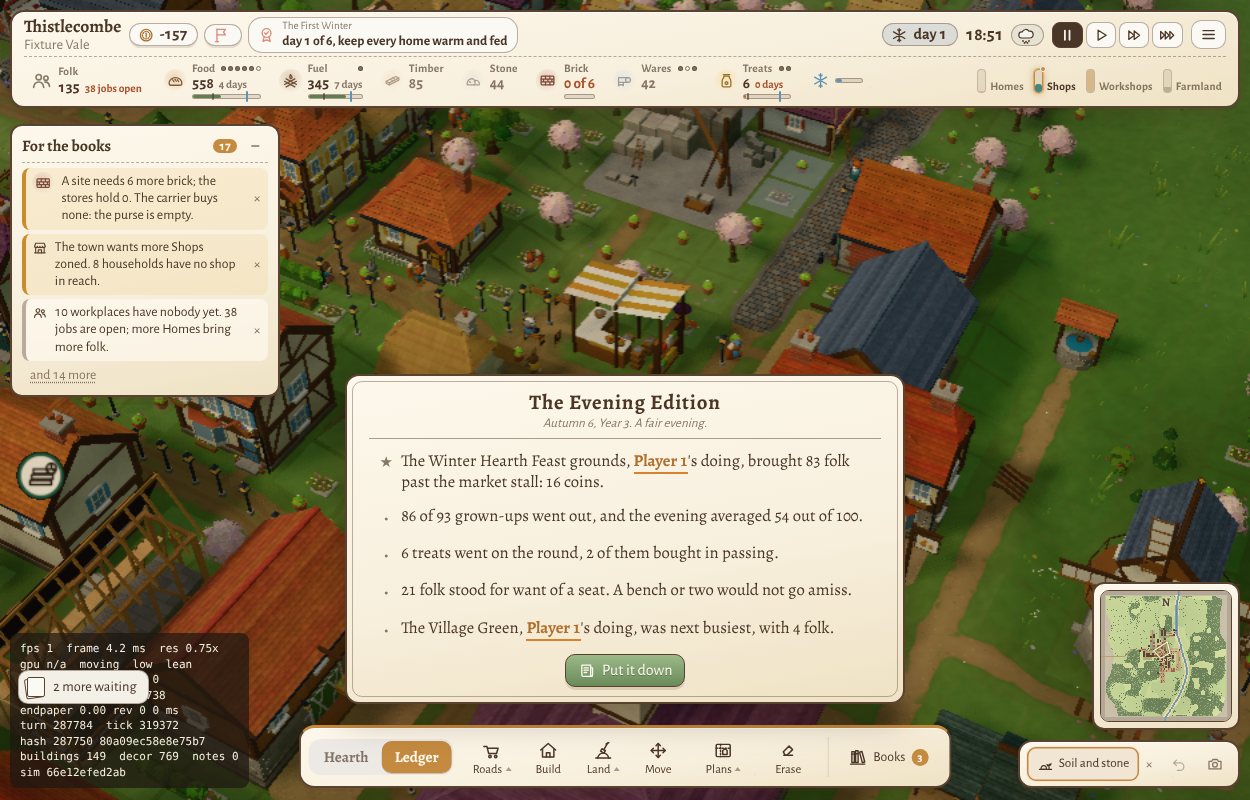 Thistlecombe
Fixture Vale
-157
The First Winter
day 1 of 6, keep every home warm and fed
day 1
18:51
Folk
135 38 jobs open
Food
558 4 days
Fuel
345 7 days
Timber
85
Stone
44
Brick
0 of 6
Wares
42
Treats
6 0 days
Homes
Shops
Workshops
Farmland
For the books
17
A site needs 6 more brick; the
stores hold 0. The carrier buys
none: the purse is empty.
The town wants more Shops
zoned. 8 households have no shop
in reach.
10 workplaces have nobody yet. 38
jobs are open; more Homes bring
more folk.
and 14 more
The Evening Edition
Autumn 6, Year 3. A fair evening.
The Winter Hearth Feast grounds, Player 1's doing, brought 83 folk
past the market stall: 16 coins.
86 of 93 grown-ups went out, and the evening averaged 54 out of 100.
6 treats went on the round, 2 of them bought in passing.
21 folk stood for want of a seat. A bench or two would not go amiss.
The Village Green, Player 1's doing, was next busiest, with 4 folk.
Put it down
fps 1 frame 4.2 ms res 0.75x
gpu n/a moving low lean
0
2 more waiting
738
endpaper 0.00 rev 0 0 ms
turn 287784 tick 319372
hash 287750 80a09ec58e8e75b7
buildings 149 decor 769 notes 0
sim 66e12efed2ab
Hearth
Ledger
Roads
Build
Land
Move
Plans
Erase
Books
3
N
Soil and stone